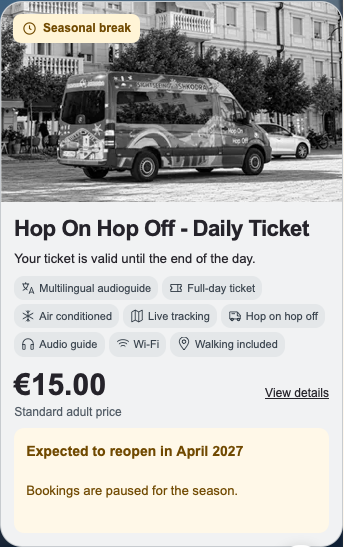 Seasonal break
SIGHTSEEING SHKODRA
Hop On
Hop Off
Hop On Hop Off - Daily Ticket
Your ticket is valid until the end of the day.
Multilingual audioguide
Full-day ticket
Air conditioned
Live tracking
Hop on hop off
Audio guide
Wi-Fi
Walking included
€15.00
View details
Standard adult price
Expected to reopen in April 2027
Bookings are paused for the season.